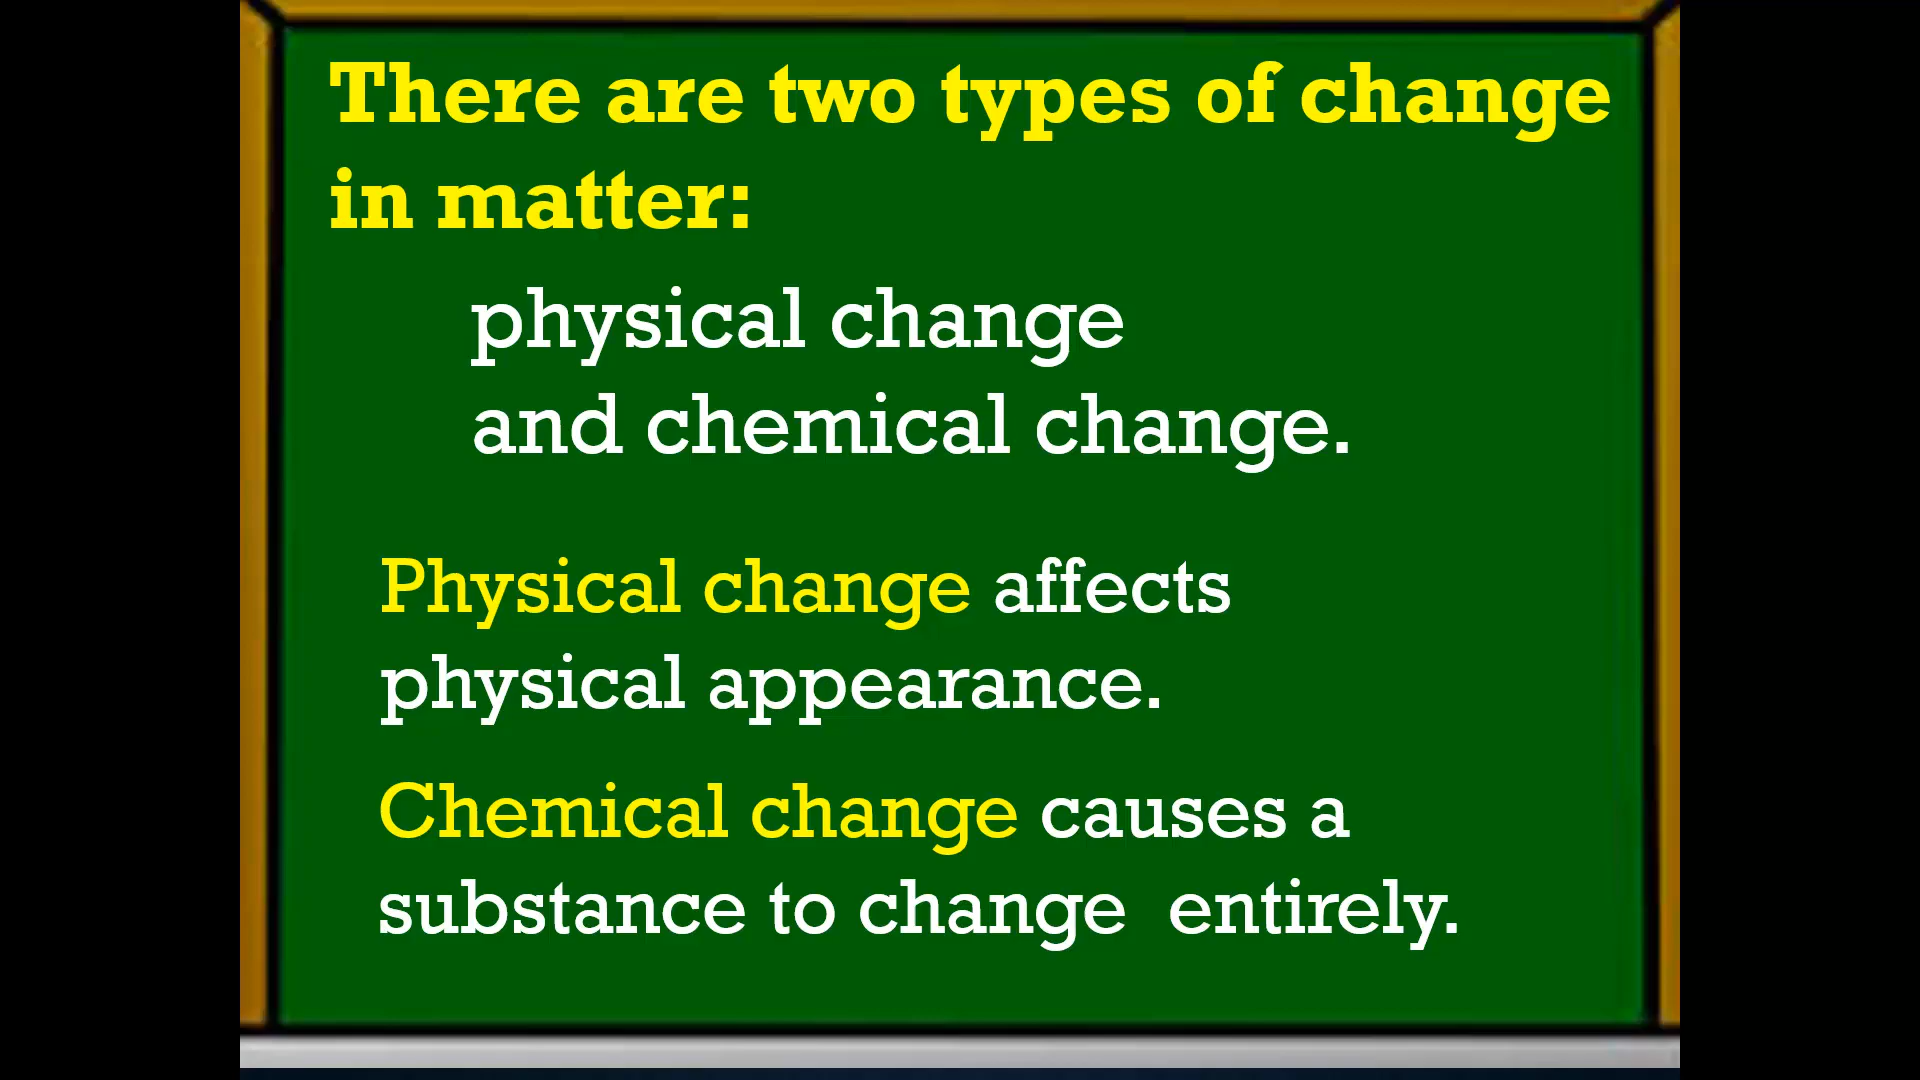 There are two types of change
in matter:
physical change
and chemical change.
Physical change affects
physical appearance.
Chemical change causes a
substance to change  entirely.